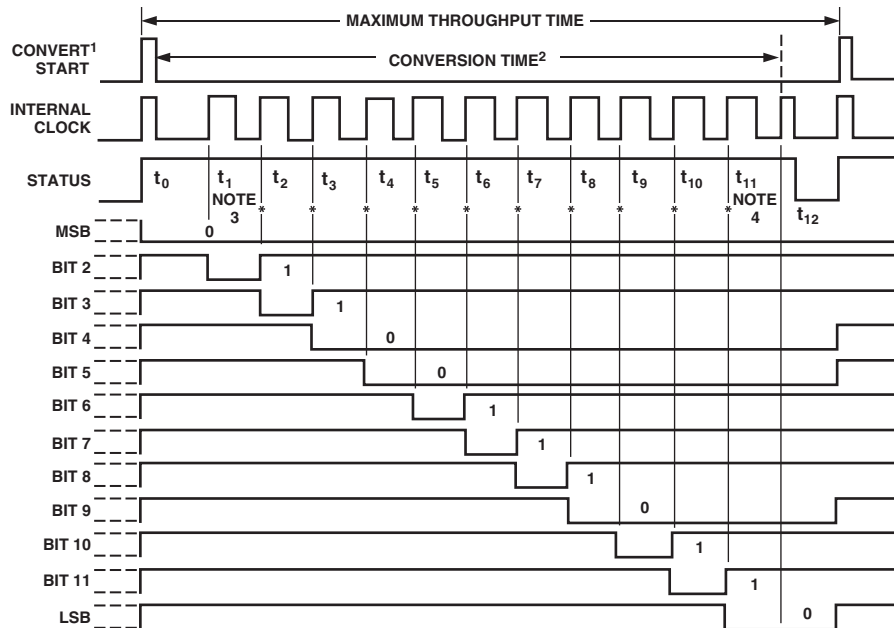 MAXIMUM THROUGHPUT TIME
CONVERT¹
START
CONVERSION TIME²
INTERNAL
CLOCK
STATUS
t₀ t₁ t₂ t₃ t₄ t₅ t₆ t₇ t₈ t₉ t₁₀ t₁₁
NOTE
3
NOTE
4
t₁₂
* * * * * * * * * *
MSB
0
BIT 2
1
BIT 3
1
BIT 4
0
BIT 5
0
BIT 6
1
BIT 7
1
BIT 8
1
BIT 9
0
BIT 10
1
BIT 11
1
LSB
0